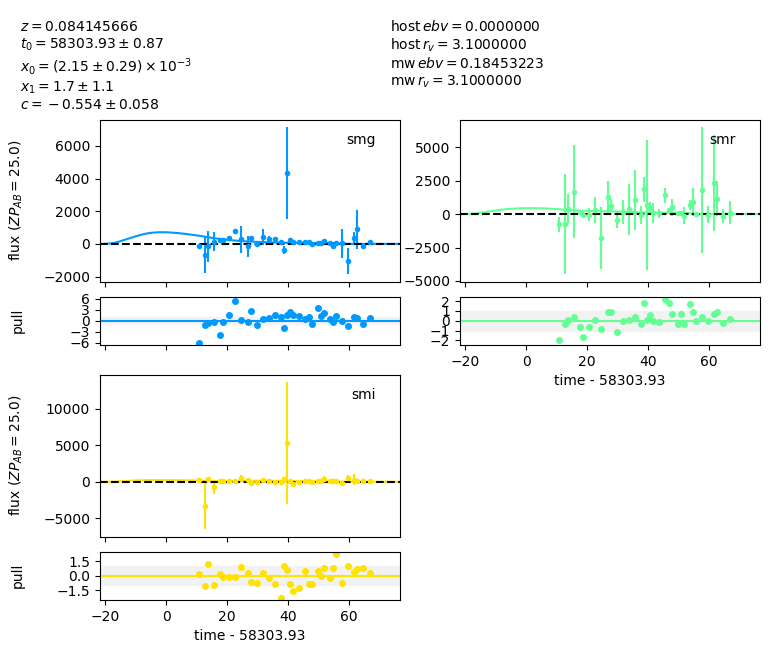 z = 0.084145666
t₀ = 58303.93 ± 0.87
x₀ = (2.15 ± 0.29) × 10⁻³
x₁ = 1.7 ± 1.1
c = −0.554 ± 0.058
host ebv = 0.0000000
host r_v = 3.1000000
mw ebv = 0.18453223
mw r_v = 3.1000000
smg
flux (ZP_AB = 25.0)
6000
4000
2000
0
−2000
pull
6
3
0
−3
−6
smr
5000
2500
0
−2500
−5000
2
1
0
−1
−2
−20 0 20 40 60
time - 58303.93
smi
flux (ZP_AB = 25.0)
10000
5000
0
−5000
pull
1.5
0.0
−1.5
−20 0 20 40 60
time - 58303.93